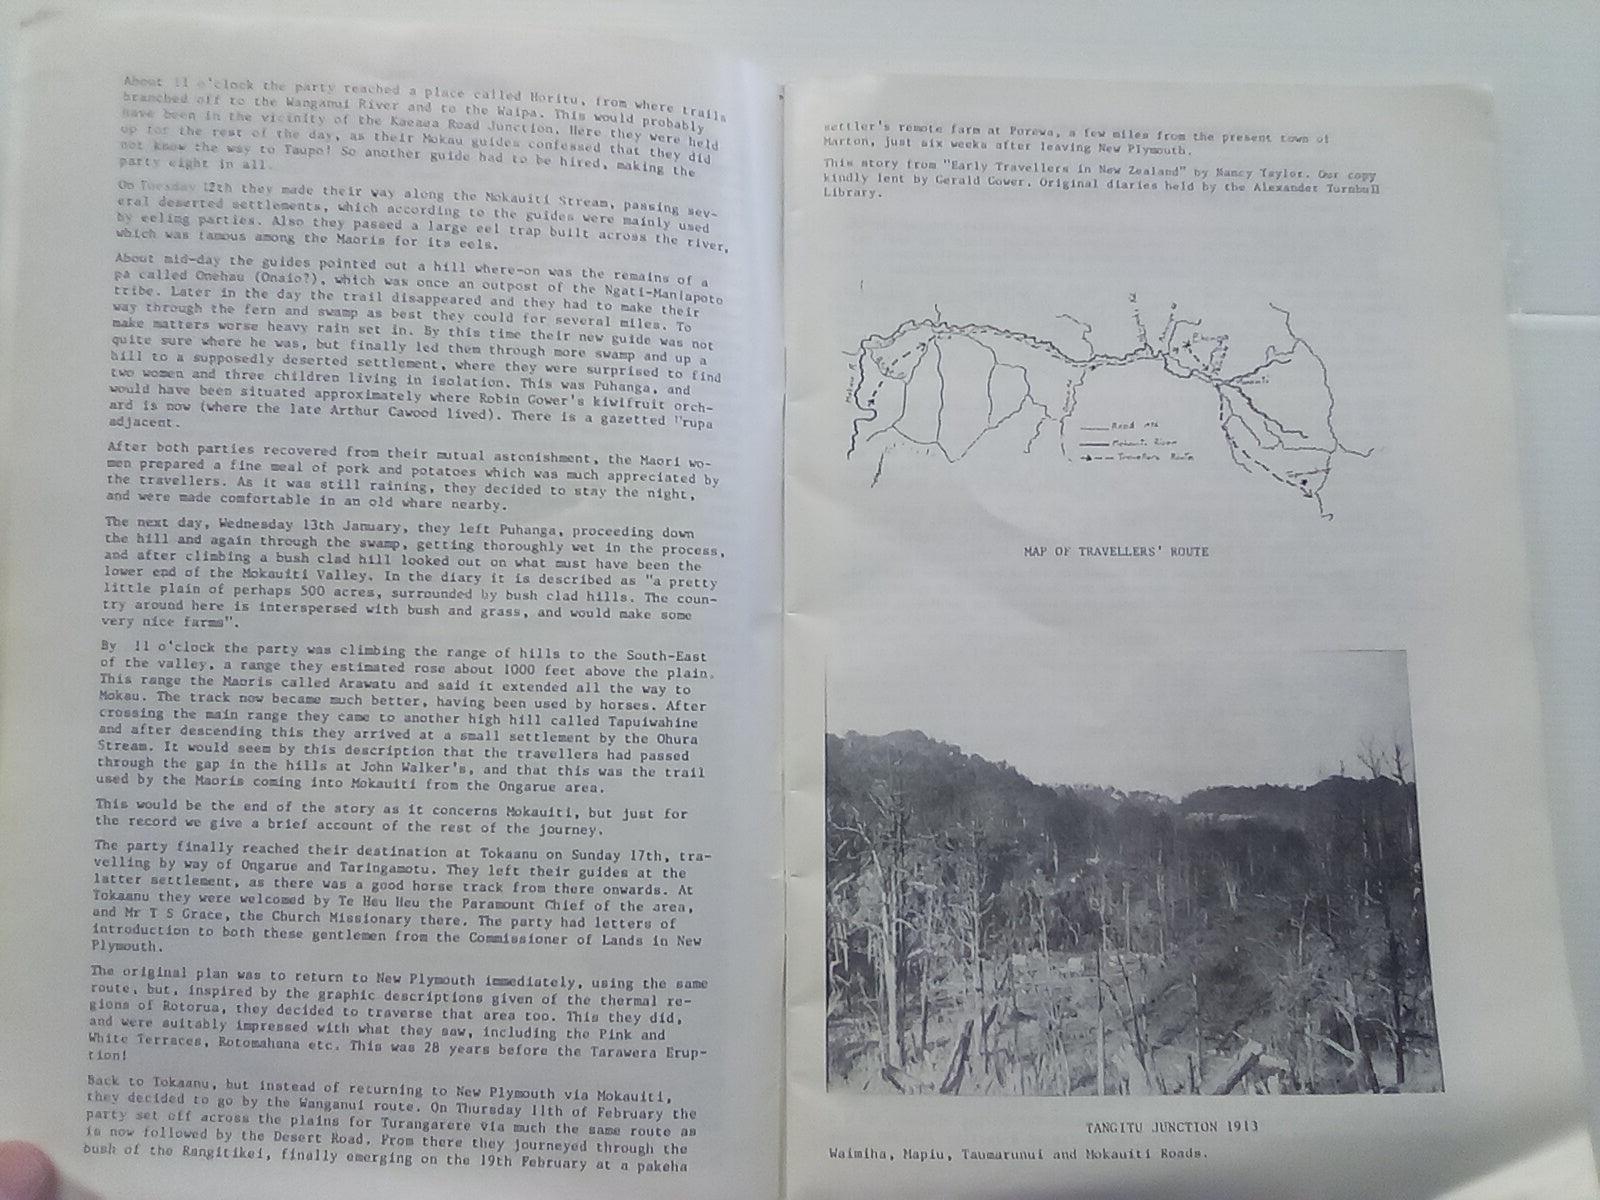 About 11 o'clock the party reached a place called Horitu, from where trails
branched off to the Wanganui River and to the Waipa. This would probably
have been in the vicinity of the Kaeaea Road Junction. Here they were held
up for the rest of the day, as their Mokau guides confessed that they did
not know the way to Taupo! So another guide had to be hired, making the
party eight in all.
On Tuesday 12th they made their way along the Mokauiti Stream, passing sev-
eral deserted settlements, which according to the guides were mainly used
by eeling parties. Also they passed a large eel trap built across the river,
which was famous among the Maoris for its eels.
About mid-day the guides pointed out a hill where-on was the remains of a
pa called Onehau (Onaio?), which was once an outpost of the Ngati-Maniapoto
tribe. Later in the day the trail disappeared and they had to make their
way through the fern and swamp as best they could for several miles. To
make matters worse heavy rain set in. By this time their new guide was not
quite sure where he was, but finally led them through more swamp and up a
hill to a supposedly deserted settlement, where they were surprised to find
two women and three children living in isolation. This was Puhanga, and
would have been situated approximately where Robin Gower's kiwifruit orch-
ard is now (where the late Arthur Cawood lived). There is a gazetted Urupa
adjacent.
After both parties recovered from their mutual astonishment, the Maori wo-
men prepared a fine meal of pork and potatoes which was much appreciated by
the travellers. As it was still raining, they decided to stay the night,
and were made comfortable in an old whare nearby.
The next day, Wednesday 13th January, they left Puhanga, proceeding down
the hill and again through the swamp, getting thoroughly wet in the process,
and after climbing a bush clad hill looked out on what must have been the
lower end of the Mokauiti Valley. In the diary it is described as "a pretty
little plain of perhaps 500 acres, surrounded by bush clad hills. The coun-
try around here is interspersed with bush and grass, and would make some
very nice farms".
By 11 o'clock the party was climbing the range of hills to the South-East
of the valley, a range they estimated rose about 1000 feet above the plain.
This range the Maoris called Arawatu and said it extended all the way to
Mokau. The track now became much better, having been used by horses. After
crossing the main range they came to another high hill called Tapuiwahine
and after descending this they arrived at a small settlement by the Ohura
Stream. It would seem by this description that the travellers had passed
through the gap in the hills at John Walker's, and that this was the trail
used by the Maoris coming into Mokauiti from the Ongarue area.
This would be the end of the story as it concerns Mokauiti, but just for
the record we give a brief account of the rest of the journey.
The party finally reached their destination at Tokaanu on Sunday 17th, tra-
velling by way of Ongarue and Taringamotu. They left their guides at the
latter settlement, as there was a good horse track from there onwards. At
Tokaanu they were welcomed by Te Heu Heu the Paramount Chief of the area,
and Mr T S Grace, the Church Missionary there. The party had letters of
introduction to both these gentlemen from the Commissioner of Lands in New
Plymouth.
The original plan was to return to New Plymouth immediately, using the same
route, but, inspired by the graphic descriptions given of the thermal re-
gions of Rotorua, they decided to traverse that area too. This they did,
and were suitably impressed with what they saw, including the Pink and
White Terraces, Rotomahana etc. This was 28 years before the Tarawera Erup-
tion!
Back to Tokaanu, but instead of returning to New Plymouth via Mokauiti,
they decided to go by the Wanganui route. On Thursday 11th of February the
party set off across the plains for Turangarere via much the same route as
is now followed by the Desert Road. From there they journeyed through the
bush of the Rangitikei, finally emerging on the 19th February at a pakeha
settler's remote farm at Porewa, a few miles from the present town of
Marton, just six weeks after leaving New Plymouth.
This story from "Early Travellers in New Zealand" by Nancy Taylor. Our copy
kindly lent by Gerald Gower. Original diaries held by the Alexander Turnbull
Library.
Mokau R.
Road
Mokauiti River
Travellers Route
MAP OF TRAVELLERS' ROUTE
TANGITU JUNCTION 1913
Waimiha, Mapiu, Taumarunui and Mokauiti Roads.